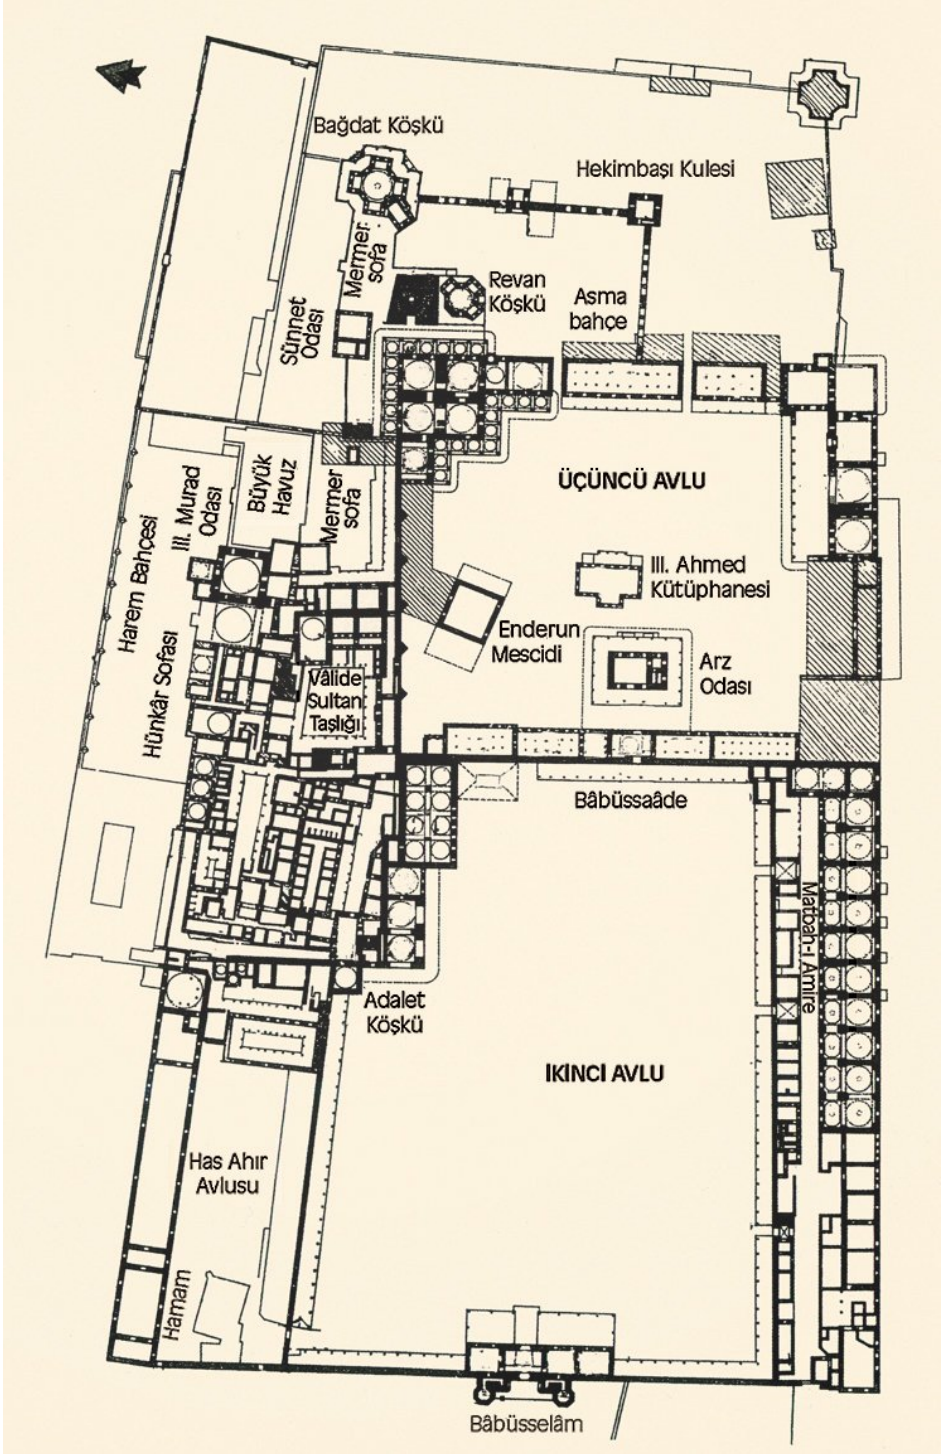 Bağdat Köşkü
Hekimbaşı Kulesi
Mermer
sofa
Revan
Köşkü
Asma
bahçe
Sünnet
Odası
ÜÇÜNCÜ AVLU
III. Murad
Odası
Büyük
Havuz
Mermer
sofa
Harem Bahçesi
III. Ahmed
Kütüphanesi
Enderun
Mescidi
Arz
Odası
Hünkâr Sofası
Vâlide
Sultan
Taşlığı
Bâbüssaâde
Matbah-ı Amire
Adalet
Köşkü
İKİNCİ AVLU
Has Ahır
Avlusu
Hamam
Bâbüsselâm